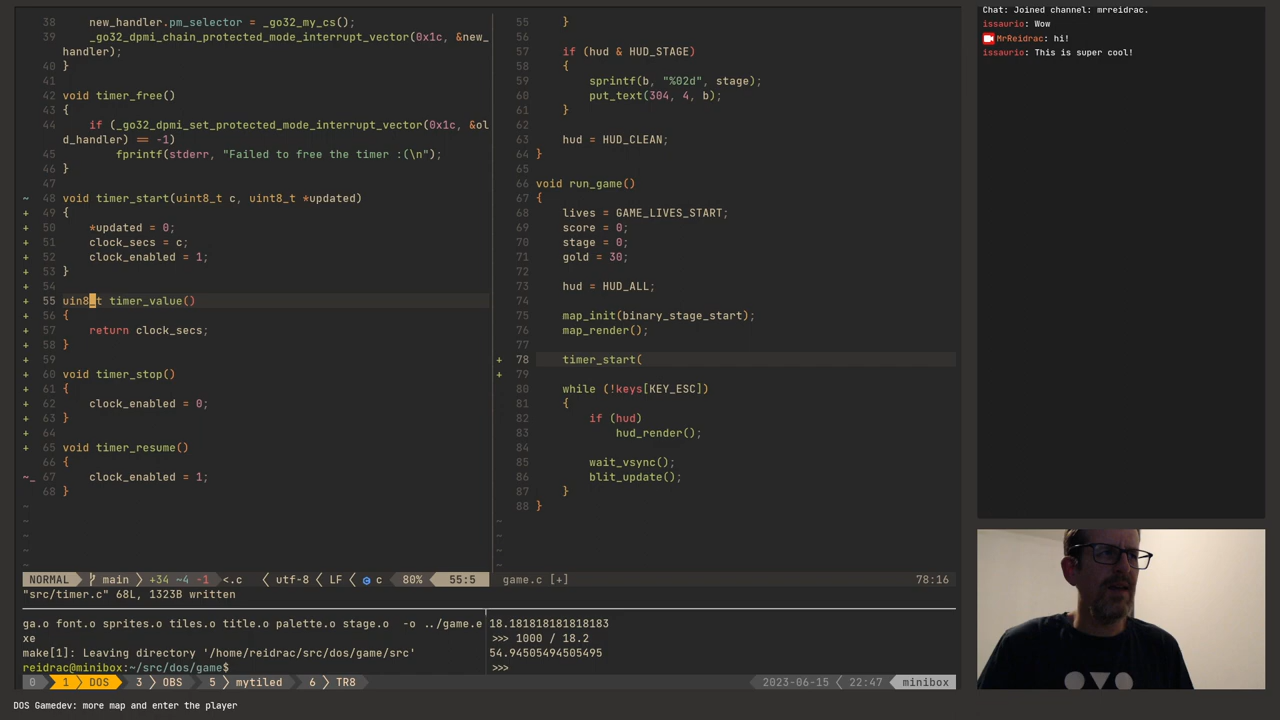 38     new_handler.pm_selector = _go32_my_cs();
39     _go32_dpmi_chain_protected_mode_interrupt_vector(0x1c, &new_
handler);
40 }
41
42 void timer_free()
43 {
44     if (_go32_dpmi_set_protected_mode_interrupt_vector(0x1c, &ol
d_handler) == -1)
45         fprintf(stderr, "Failed to free the timer :(\n");
46 }
47
~ 48 void timer_start(uint8_t c, uint8_t *updated)
+ 49 {
+ 50     *updated = 0;
+ 51     clock_secs = c;
+ 52     clock_enabled = 1;
+ 53 }
+ 54
+ 55 uin8_t timer_value()
+ 56 {
+ 57     return clock_secs;
+ 58 }
+ 59
+ 60 void timer_stop()
+ 61 {
+ 62     clock_enabled = 0;
+ 63 }
+ 64
+ 65 void timer_resume()
66 {
~_ 67     clock_enabled = 1;
68 }
~
~
~
~
~
NORMAL main +34 ~4 -1 <.c utf-8 < LF < c 80% 55:5
"src/timer.c" 68L, 1323B written
55     }
56
57     if (hud & HUD_STAGE)
58     {
59         sprintf(b, "%02d", stage);
60         put_text(304, 4, b);
61     }
62
63     hud = HUD_CLEAN;
64 }
65
66 void run_game()
67 {
68     lives = GAME_LIVES_START;
69     score = 0;
70     stage = 0;
71     gold = 30;
72
73     hud = HUD_ALL;
74
75     map_init(binary_stage_start);
76     map_render();
77
+ 78     timer_start(
+ 79
80     while (!keys[KEY_ESC])
81     {
82         if (hud)
83             hud_render();
84
85         wait_vsync();
86         blit_update();
87     }
88 }
~
~
~
~
game.c [+] 78:16
ga.o font.o sprites.o tiles.o title.o palette.o stage.o  -o ../game.e
xe
make[1]: Leaving directory '/home/reidrac/src/dos/game/src'
reidrac@minibox:~/src/dos/game$
18.181818181818183
>>> 1000 / 18.2
54.94505494505495
>>>
0 1 DOS 3 OBS 5 mytiled 6 TR8 2023-06-15 22:47 minibox
DOS Gamedev: more map and enter the player
Chat: Joined channel: mrreidrac.
issaurio: Wow
MrReidrac: hi!
issaurio: This is super cool!